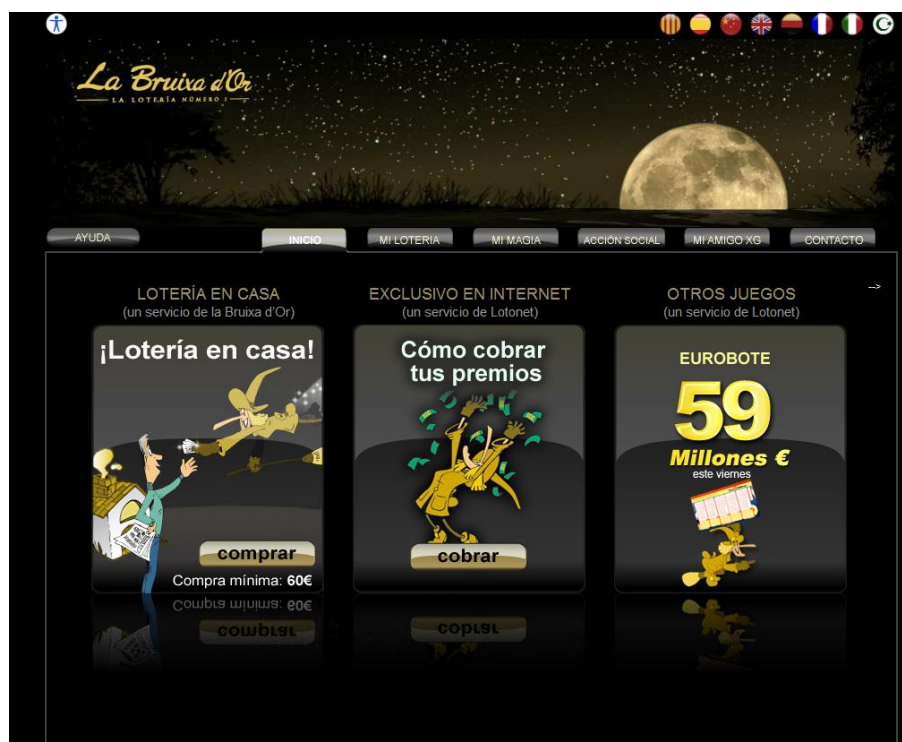 La Bruixa d'Or
LA LOTERÍA NÚMERO 1
AYUDA
INICIO
MI LOTERIA
MI MAGIA
ACCIÓN SOCIAL
MI AMIGO XG
CONTACTO
LOTERÍA EN CASA
(un servicio de la Bruixa d'Or)
¡Lotería en casa!
comprar
Compra mínima: 60€
EXCLUSIVO EN INTERNET
(un servicio de Lotonet)
Cómo cobrar
tus premios
cobrar
OTROS JUEGOS
(un servicio de Lotonet)
EUROBOTE
59
Millones €
este viernes
-->